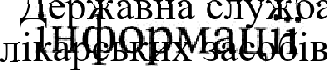 Державна служба
інформації
лікарських засобів